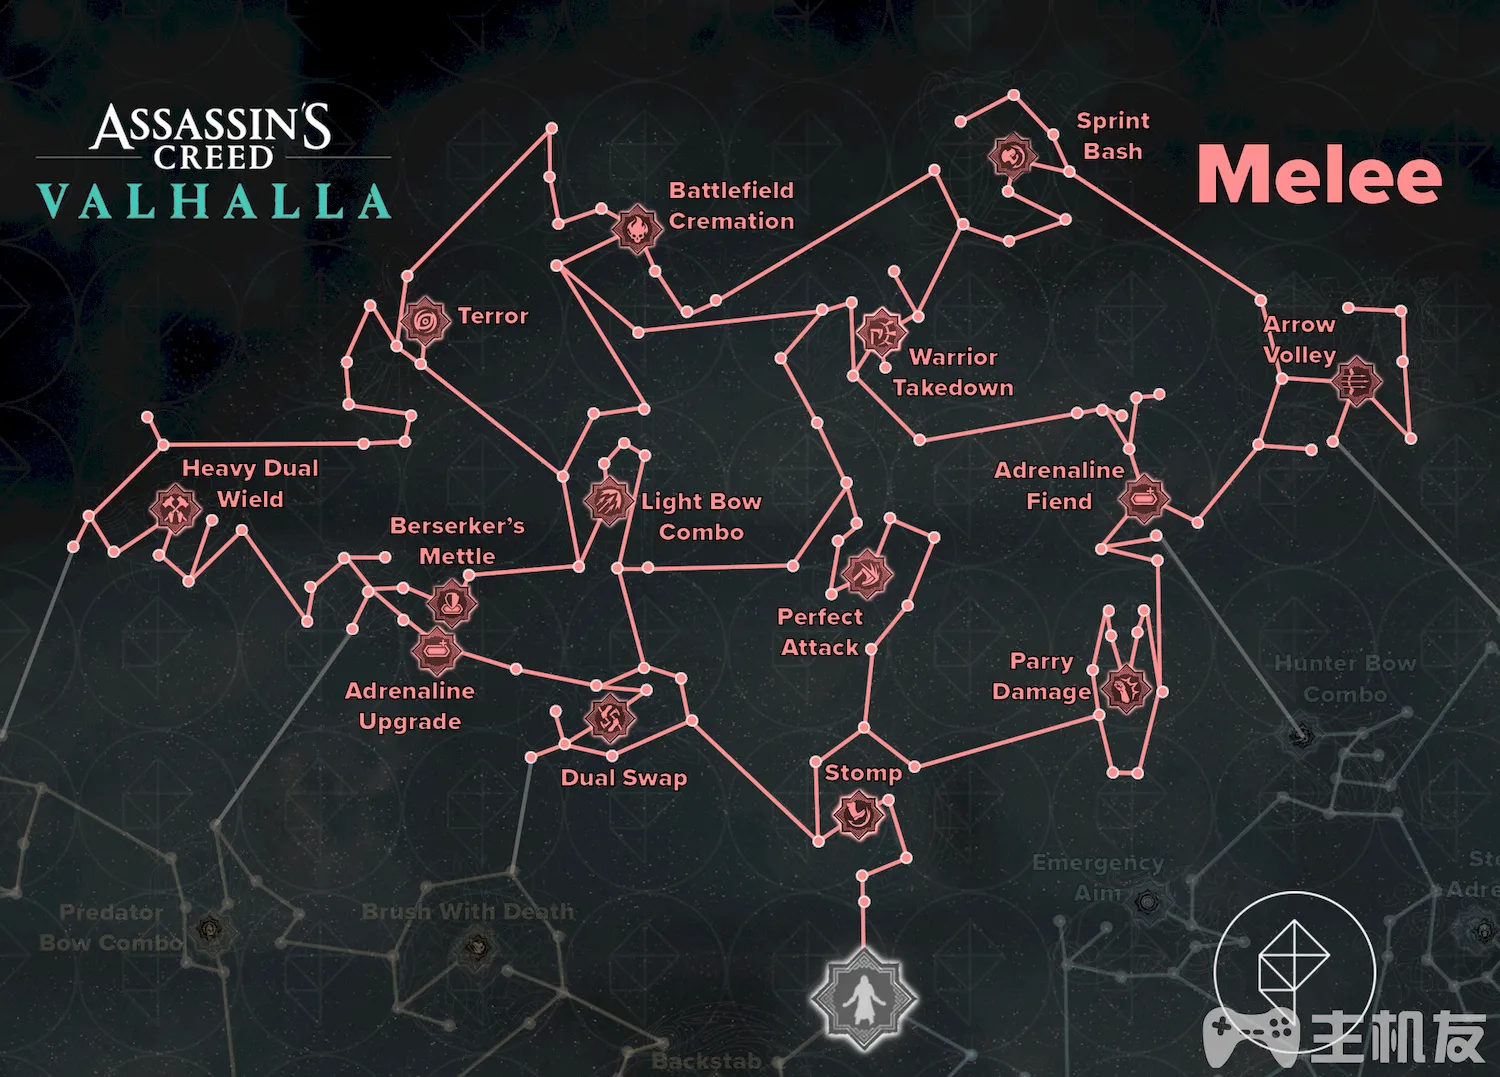 ASSASSIN'S
CREED
VALHALLA
Melee
Sprint
Bash
Battlefield
Cremation
Terror
Arrow
Volley
Warrior
Takedown
Heavy Dual
Wield
Light Bow
Combo
Adrenaline
Fiend
Berserker's
Mettle
Perfect
Attack
Parry
Damage
Adrenaline
Upgrade
Dual Swap
Stomp
Hunter Bow
Combo
Emergency
Aim
Predator
Bow Combo
Brush With Death
Backstab
主机友